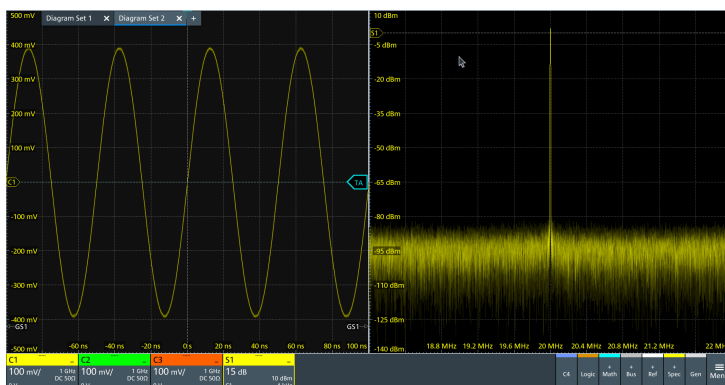 500 mV
Diagram Set 1 × Diagram Set 2 × +
400 mV
300 mV
200 mV
100 mV
C1
TA
-100 mV
-200 mV
-300 mV
-400 mV
GS1
GS1
-500 mV
-60 ns -40 ns -20 ns 0 s 20 ns 40 ns 60 ns 80 ns 100 ns
10 dBm
S1
-5 dBm
-20 dBm
-35 dBm
-50 dBm
-65 dBm
-80 dBm
-95 dBm
-110 dBm
-125 dBm
-140 dBm
18.8 MHz 19.2 MHz 19.6 MHz 20 MHz 20.4 MHz 20.8 MHz 21.2 MHz 22 MH
C1
100 mV/ 1 GHz
DC 50Ω
C2
100 mV/ 1 GHz
DC 50Ω
C3
100 mV/ 1 GHz
DC 50Ω
S1
15 dB
10 dBm
C4 Logic + Math + Bus + Ref + Spec Gen Men